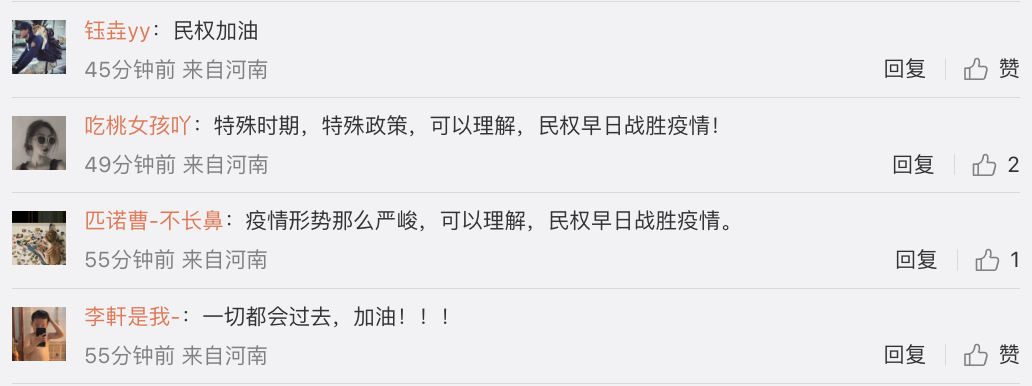 钰垚yy：民权加油
45分钟前 来自河南
回复 赞
吃桃女孩吖：特殊时期，特殊政策，可以理解，民权早日战胜疫情！
49分钟前 来自河南
回复 2
匹诺曹-不长鼻：疫情形势那么严峻，可以理解，民权早日战胜疫情。
55分钟前 来自河南
回复 1
李軒是我-：一切都会过去，加油！！！
55分钟前 来自河南
回复 赞